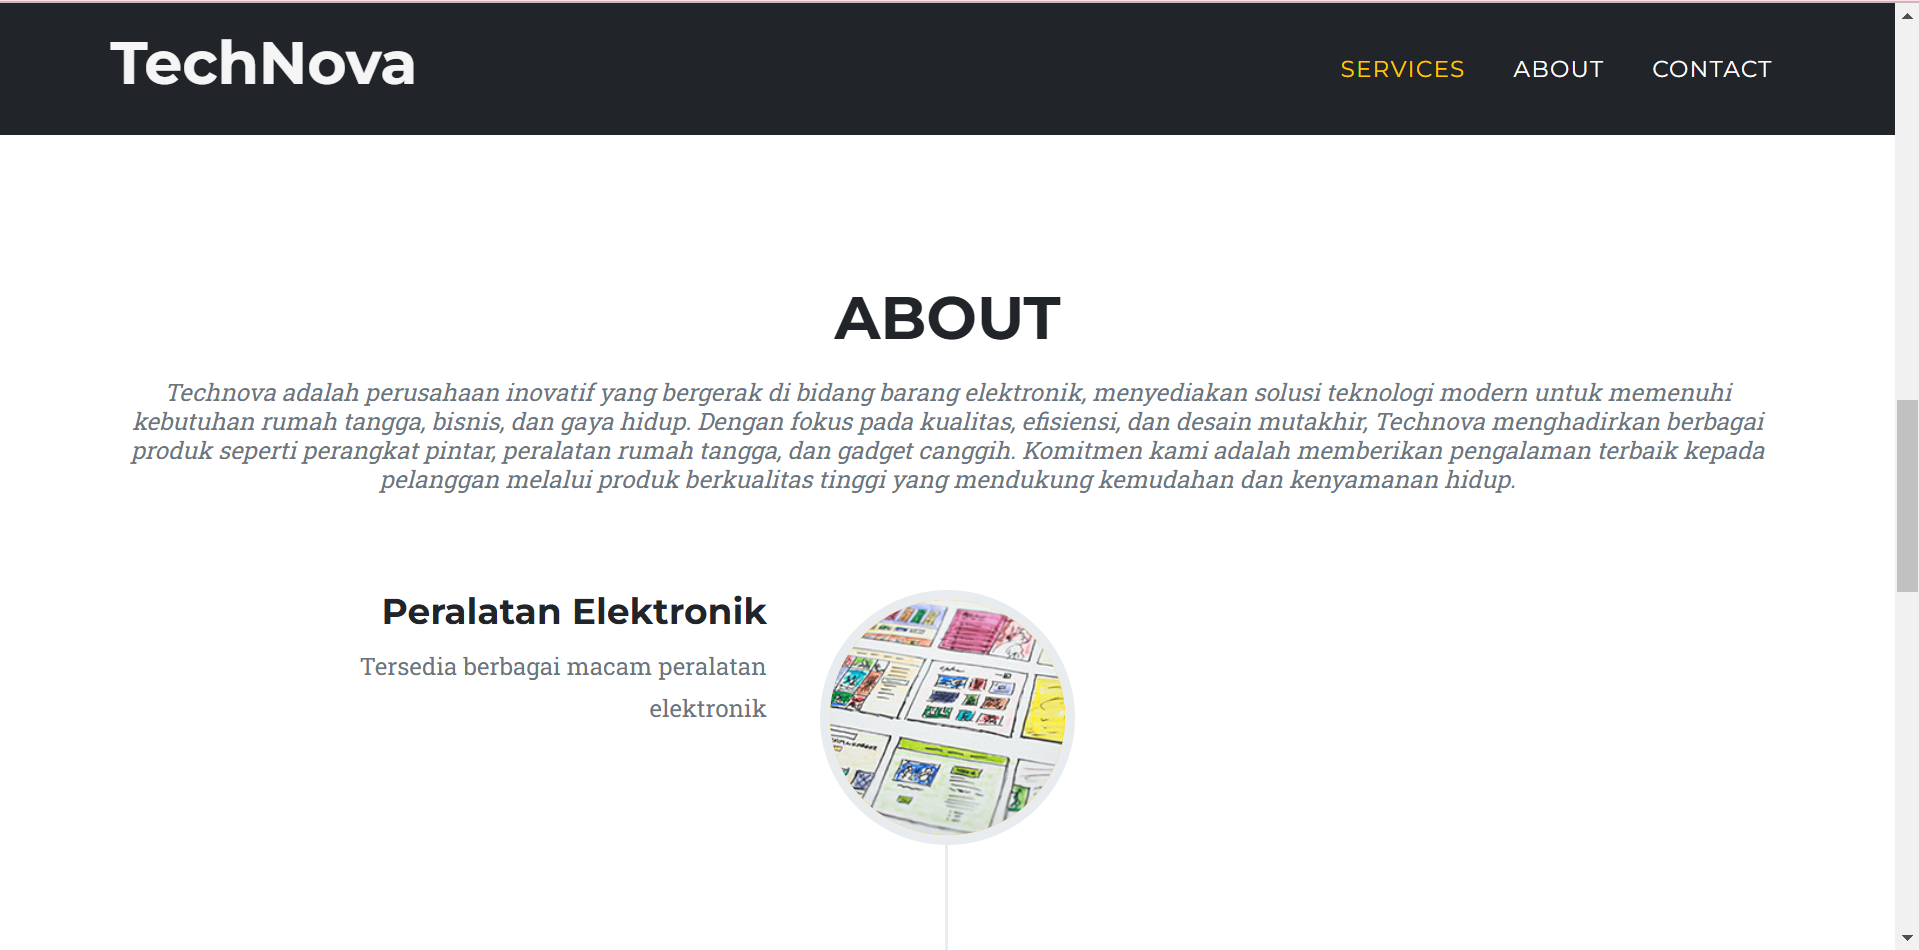 TechNova
SERVICES ABOUT CONTACT
ABOUT
Technova adalah perusahaan inovatif yang bergerak di bidang barang elektronik, menyediakan solusi teknologi modern untuk memenuhi
kebutuhan rumah tangga, bisnis, dan gaya hidup. Dengan fokus pada kualitas, efisiensi, dan desain mutakhir, Technova menghadirkan berbagai
produk seperti perangkat pintar, peralatan rumah tangga, dan gadget canggih. Komitmen kami adalah memberikan pengalaman terbaik kepada
pelanggan melalui produk berkualitas tinggi yang mendukung kemudahan dan kenyamanan hidup.
Peralatan Elektronik
Tersedia berbagai macam peralatan
elektronik